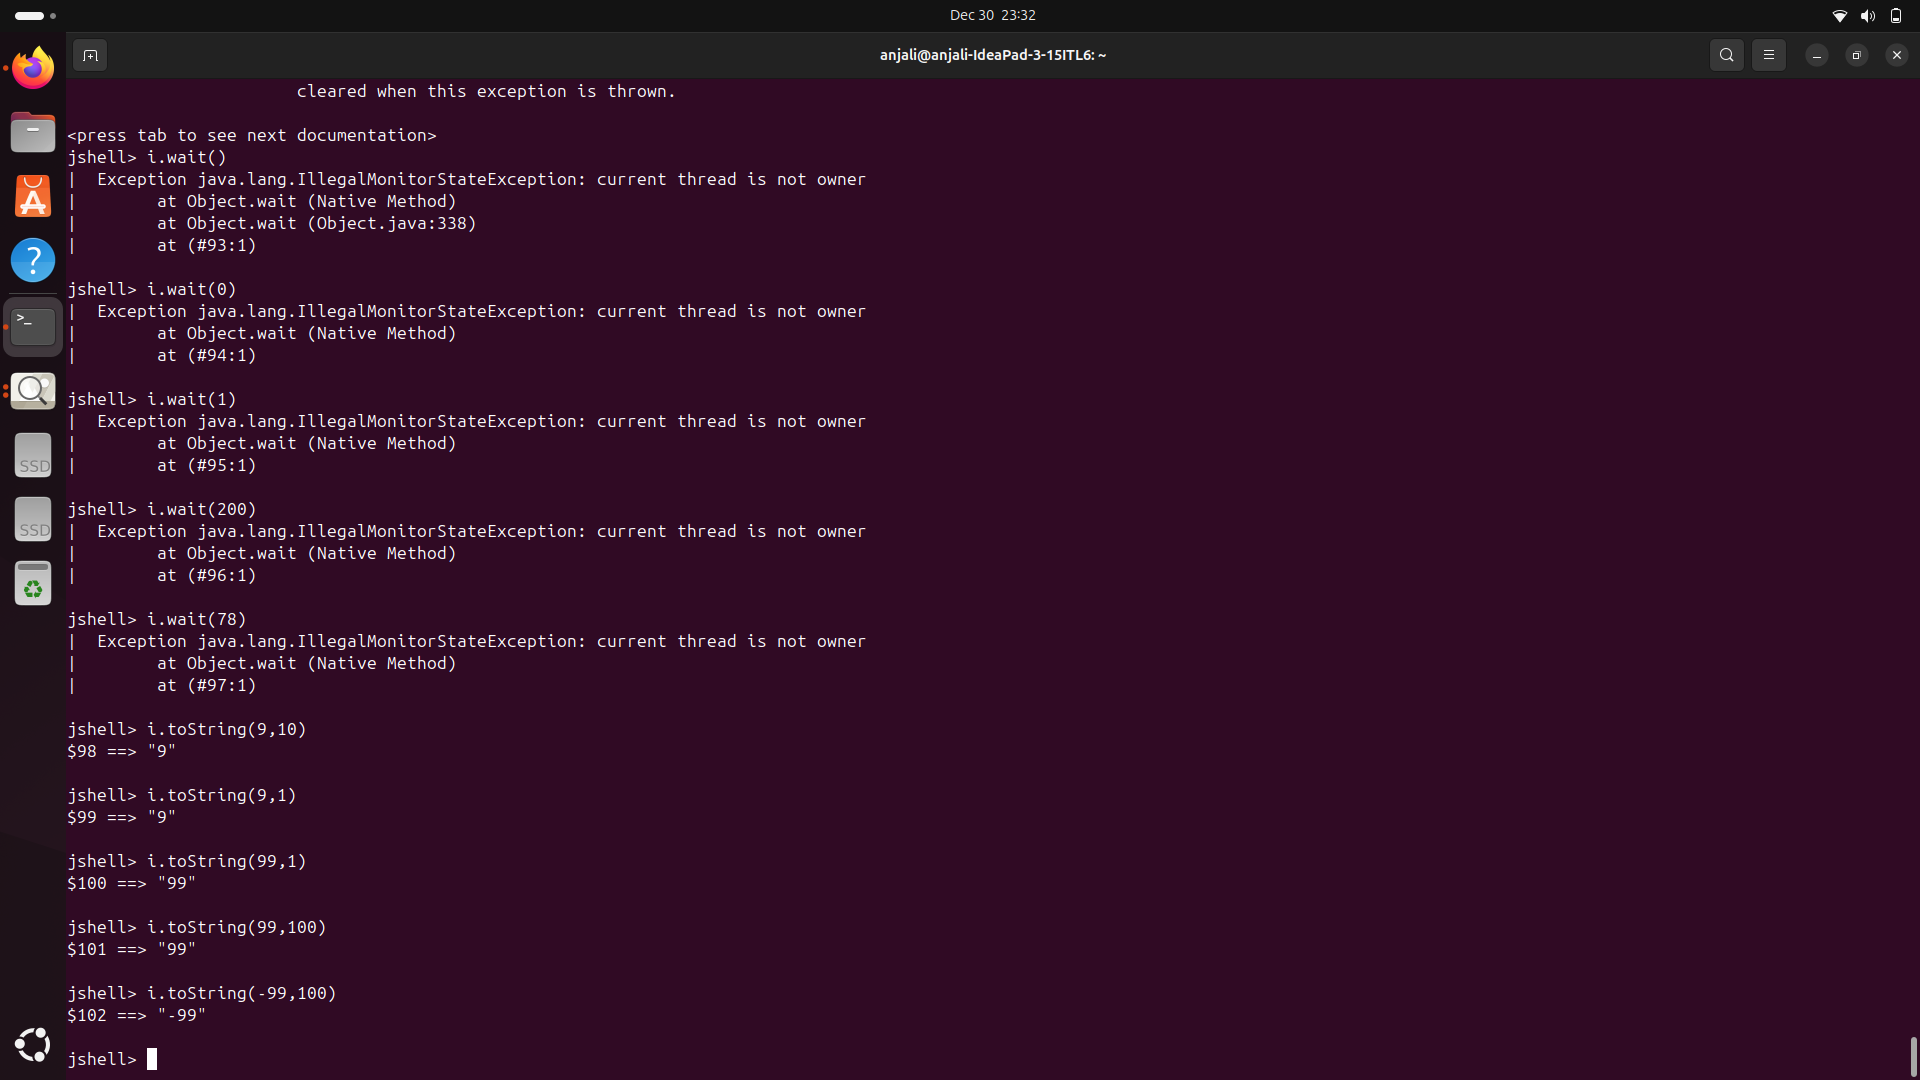 Dec 30 23:32
anjali@anjali-IdeaPad-3-15ITL6: ~
cleared when this exception is thrown.
<press tab to see next documentation>
jshell> i.wait()
|  Exception java.lang.IllegalMonitorStateException: current thread is not owner
|        at Object.wait (Native Method)
|        at Object.wait (Object.java:338)
|        at (#93:1)
jshell> i.wait(0)
|  Exception java.lang.IllegalMonitorStateException: current thread is not owner
|        at Object.wait (Native Method)
|        at (#94:1)
jshell> i.wait(1)
|  Exception java.lang.IllegalMonitorStateException: current thread is not owner
|        at Object.wait (Native Method)
|        at (#95:1)
jshell> i.wait(200)
|  Exception java.lang.IllegalMonitorStateException: current thread is not owner
|        at Object.wait (Native Method)
|        at (#96:1)
jshell> i.wait(78)
|  Exception java.lang.IllegalMonitorStateException: current thread is not owner
|        at Object.wait (Native Method)
|        at (#97:1)
jshell> i.toString(9,10)
$98 ==> "9"
jshell> i.toString(9,1)
$99 ==> "9"
jshell> i.toString(99,1)
$100 ==> "99"
jshell> i.toString(99,100)
$101 ==> "99"
jshell> i.toString(-99,100)
$102 ==> "-99"
jshell>
?
>_
SSD
SSD